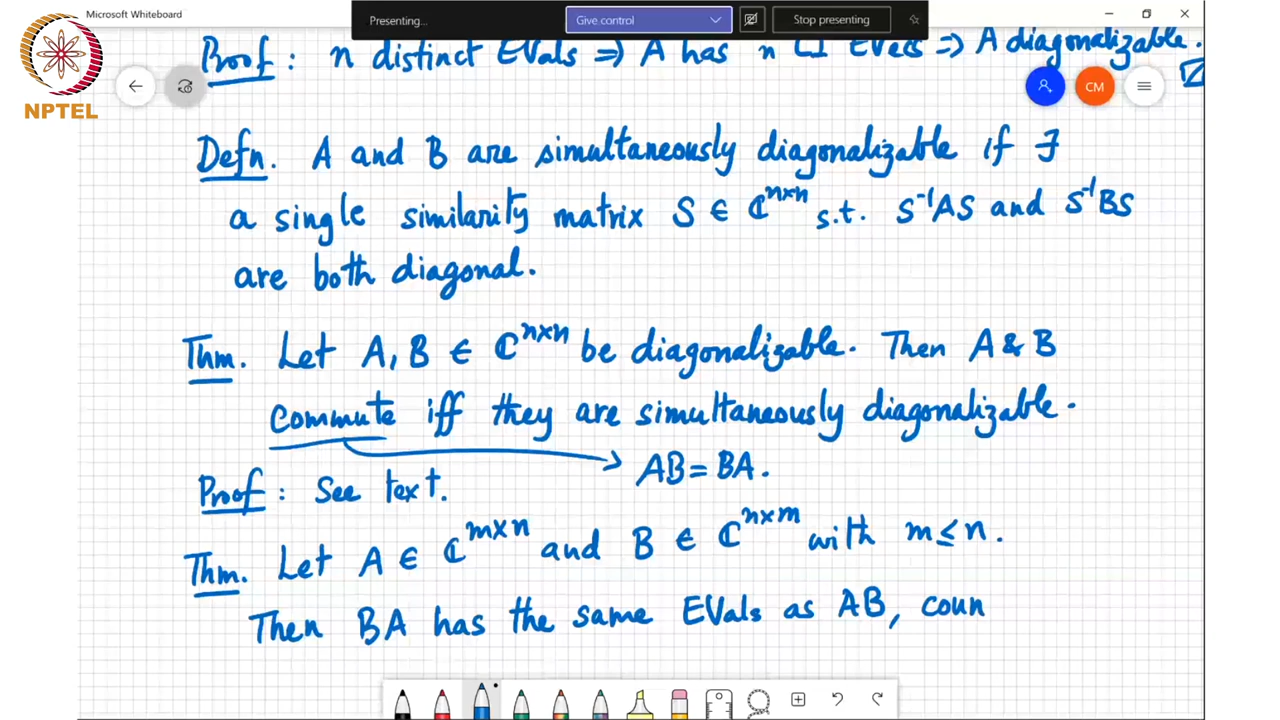 Microsoft Whiteboard
Presenting...
Give control
Stop presenting
NPTEL
CM
Proof : n distinct EVals ⇒ A has n LI EVecs ⇒ A diagonalizable.
Defn. A and B are simultaneously diagonalizable if ∃
a single similarity matrix S ∈ ℂ^{n×n} s.t. S⁻¹AS and S⁻¹BS
are both diagonal.
Thm. Let A, B ∈ ℂ^{n×n} be diagonalizable. Then A & B
commute iff they are simultaneously diagonalizable.
→ AB = BA.
Proof : See text.
Thm. Let A ∈ ℂ^{m×n} and B ∈ ℂ^{n×m} with m ≤ n.
Then BA has the same EVals as AB, coun